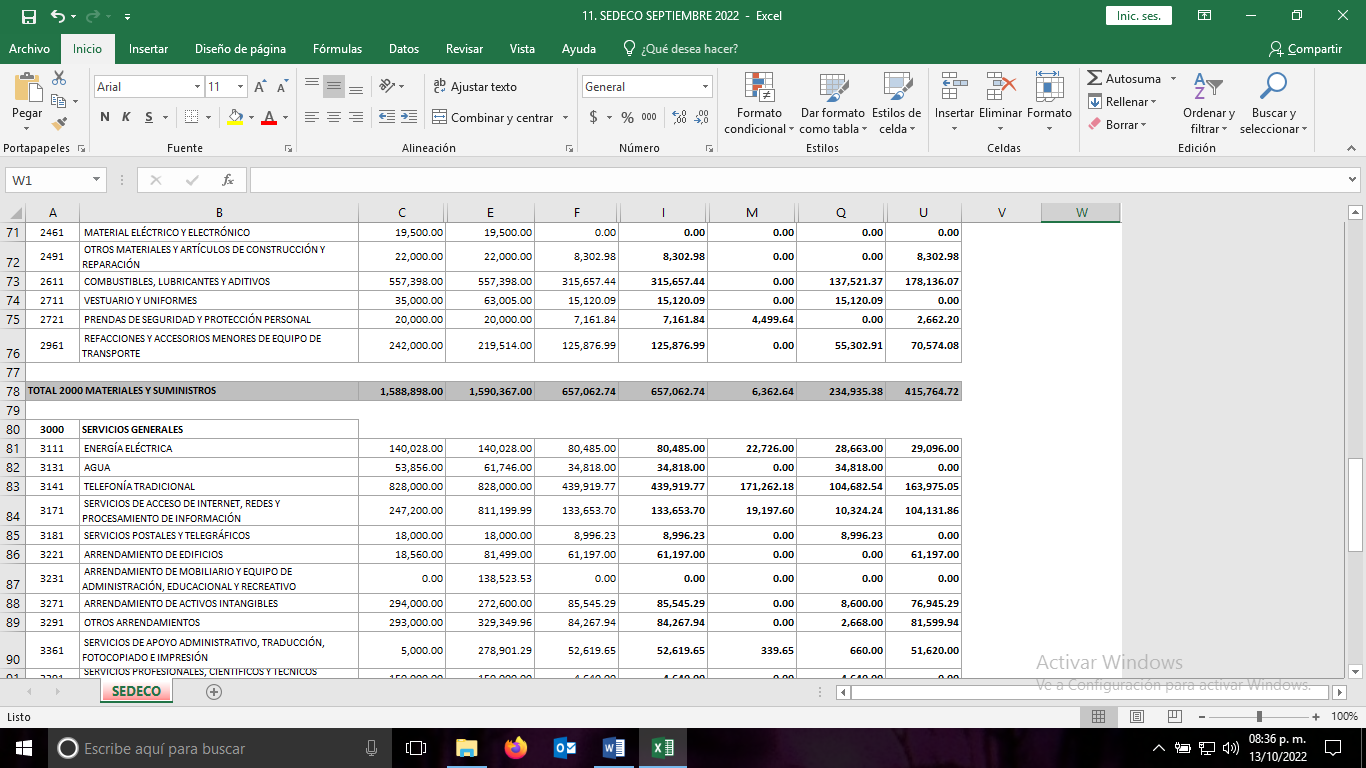 11. SEDECO SEPTIEMBRE 2022 - Excel
Inic. ses.
Archivo Inicio Insertar Diseño de página Fórmulas Datos Revisar Vista Ayuda ¿Qué desea hacer? Compartir
Pegar
Portapapeles
Arial 11
N K S
Fuente
Ajustar texto
Combinar y centrar
Alineación
General
$ % 000
Número
Formato condicional
Dar formato como tabla
Estilos de celda
Estilos
Insertar Eliminar Formato
Celdas
Autosuma
Rellenar
Borrar
Ordenar y filtrar
Buscar y seleccionar
Edición
W1 fx
A B C E F I M Q U V W
71 2461 MATERIAL ELÉCTRICO Y ELECTRÓNICO 19,500.00 19,500.00 0.00 0.00 0.00 0.00 0.00
72 2491 OTROS MATERIALES Y ARTÍCULOS DE CONSTRUCCIÓN Y REPARACIÓN 22,000.00 22,000.00 8,302.98 8,302.98 0.00 0.00 8,302.98
73 2611 COMBUSTIBLES, LUBRICANTES Y ADITIVOS 557,398.00 557,398.00 315,657.44 315,657.44 0.00 137,521.37 178,136.07
74 2711 VESTUARIO Y UNIFORMES 35,000.00 63,005.00 15,120.09 15,120.09 0.00 15,120.09 0.00
75 2721 PRENDAS DE SEGURIDAD Y PROTECCIÓN PERSONAL 20,000.00 20,000.00 7,161.84 7,161.84 4,499.64 0.00 2,662.20
76 2961 REFACCIONES Y ACCESORIOS MENORES DE EQUIPO DE TRANSPORTE 242,000.00 219,514.00 125,876.99 125,876.99 0.00 55,302.91 70,574.08
77
78 TOTAL 2000 MATERIALES Y SUMINISTROS 1,588,898.00 1,590,367.00 657,062.74 657,062.74 6,362.64 234,935.38 415,764.72
79
80 3000 SERVICIOS GENERALES
81 3111 ENERGÍA ELÉCTRICA 140,028.00 140,028.00 80,485.00 80,485.00 22,726.00 28,663.00 29,096.00
82 3131 AGUA 53,856.00 61,746.00 34,818.00 34,818.00 0.00 34,818.00 0.00
83 3141 TELEFONÍA TRADICIONAL 828,000.00 828,000.00 439,919.77 439,919.77 171,262.18 104,682.54 163,975.05
84 3171 SERVICIOS DE ACCESO DE INTERNET, REDES Y PROCESAMIENTO DE INFORMACIÓN 247,200.00 811,199.99 133,653.70 133,653.70 19,197.60 10,324.24 104,131.86
85 3181 SERVICIOS POSTALES Y TELEGRÁFICOS 18,000.00 18,000.00 8,996.23 8,996.23 0.00 8,996.23 0.00
86 3221 ARRENDAMIENTO DE EDIFICIOS 18,560.00 81,499.00 61,197.00 61,197.00 0.00 0.00 61,197.00
87 3231 ARRENDAMIENTO DE MOBILIARIO Y EQUIPO DE ADMINISTRACIÓN, EDUCACIONAL Y RECREATIVO 0.00 138,523.53 0.00 0.00 0.00 0.00 0.00
88 3271 ARRENDAMIENTO DE ACTIVOS INTANGIBLES 294,000.00 272,600.00 85,545.29 85,545.29 0.00 8,600.00 76,945.29
89 3291 OTROS ARRENDAMIENTOS 293,000.00 329,349.96 84,267.94 84,267.94 0.00 2,668.00 81,599.94
90 3361 SERVICIOS DE APOYO ADMINISTRATIVO, TRADUCCIÓN, FOTOCOPIADO E IMPRESIÓN 5,000.00 278,901.29 52,619.65 52,619.65 339.65 660.00 51,620.00
SERVICIOS PROFESIONALES, CIENTÍFICOS Y TÉCNICOS
Activar Windows
Ve a Configuración para activar Windows.
SEDECO
Listo
100%
Escribe aquí para buscar
08:36 p. m.
13/10/2022